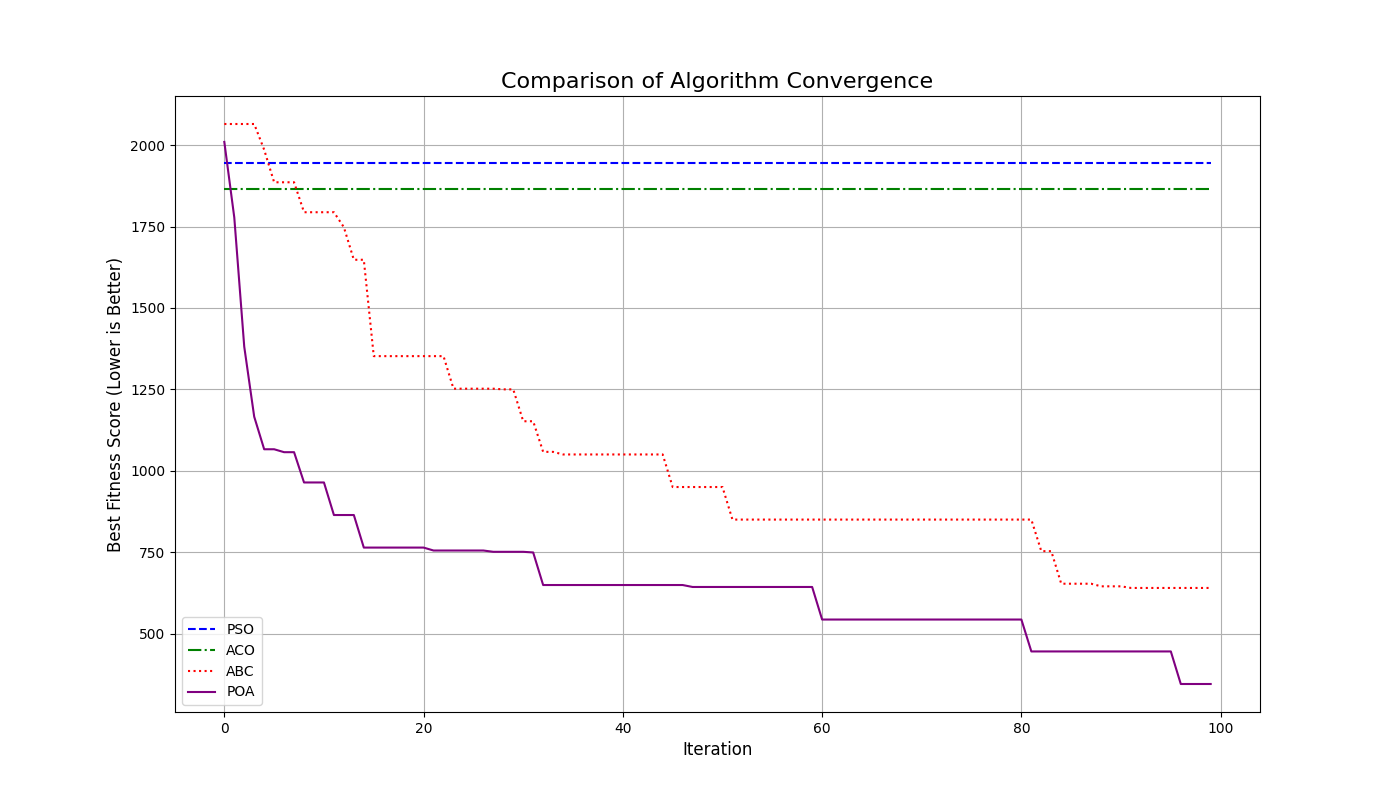 Comparison of Algorithm Convergence
Best Fitness Score (Lower is Better)
2000
1750
1500
1250
1000
750
500
PSO
ACO
ABC
POA
0 20 40 60 80 100
Iteration